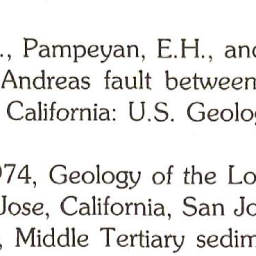 ., Pampeyan, E.H., and
Andreas fault between
California: U.S. Geolog
974, Geology of the Lo
Jose, California, San Jo
, Middle Tertiary sedim